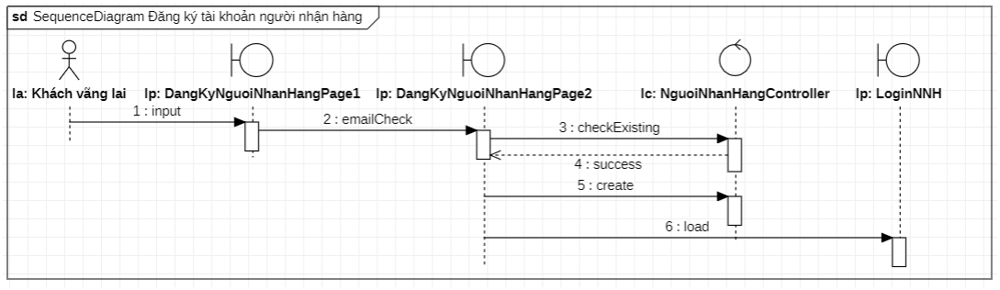 sd SequenceDiagram Đăng ký tài khoản người nhận hàng
la: Khách vãng lai
lp: DangKyNguoiNhanHangPage1
lp: DangKyNguoiNhanHangPage2
lc: NguoiNhanHangController
lp: LoginNNH
1 : input
2 : emailCheck
3 : checkExisting
4 : success
5 : create
6 : load